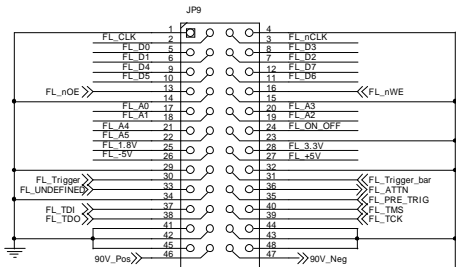 JP9
1 4
FL_CLK 2 3 FL_nCLK
FL_D0 5 8 FL_D3
FL_D1 6 7 FL_D2
FL_D4 9 12 FL_D7
FL_D5 10 11 FL_D6
FL_nOE 13 16 FL_nWE
14 15
FL_A0 17 20 FL_A3
FL_A1 18 19 FL_A2
FL_A4 21 24 FL_ON_OFF
FL_A5 22 23
FL_1.8V 25 28 FL_3.3V
FL_-5V 26 27 FL_+5V
29 32
FL_Trigger 30 31 FL_Trigger_bar
FL_UNDEFINED 33 36 FL_ATTN
34 35 FL_PRE_TRIG
FL_TDI 37 40 FL_TMS
FL_TDO 38 39 FL_TCK
41 44
42 43
45 48
90V_Pos 46 47 90V_Neg